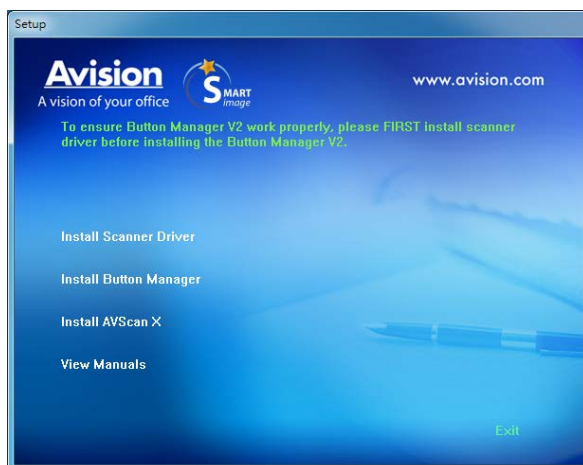 Setup
Avision
A vision of your office
SMART
image
www.avision.com
To ensure Button Manager V2 work properly, please FIRST install scanner
driver before installing the Button Manager V2.
Install Scanner Driver
Install Button Manager
Install AVScan X
View Manuals
Exit